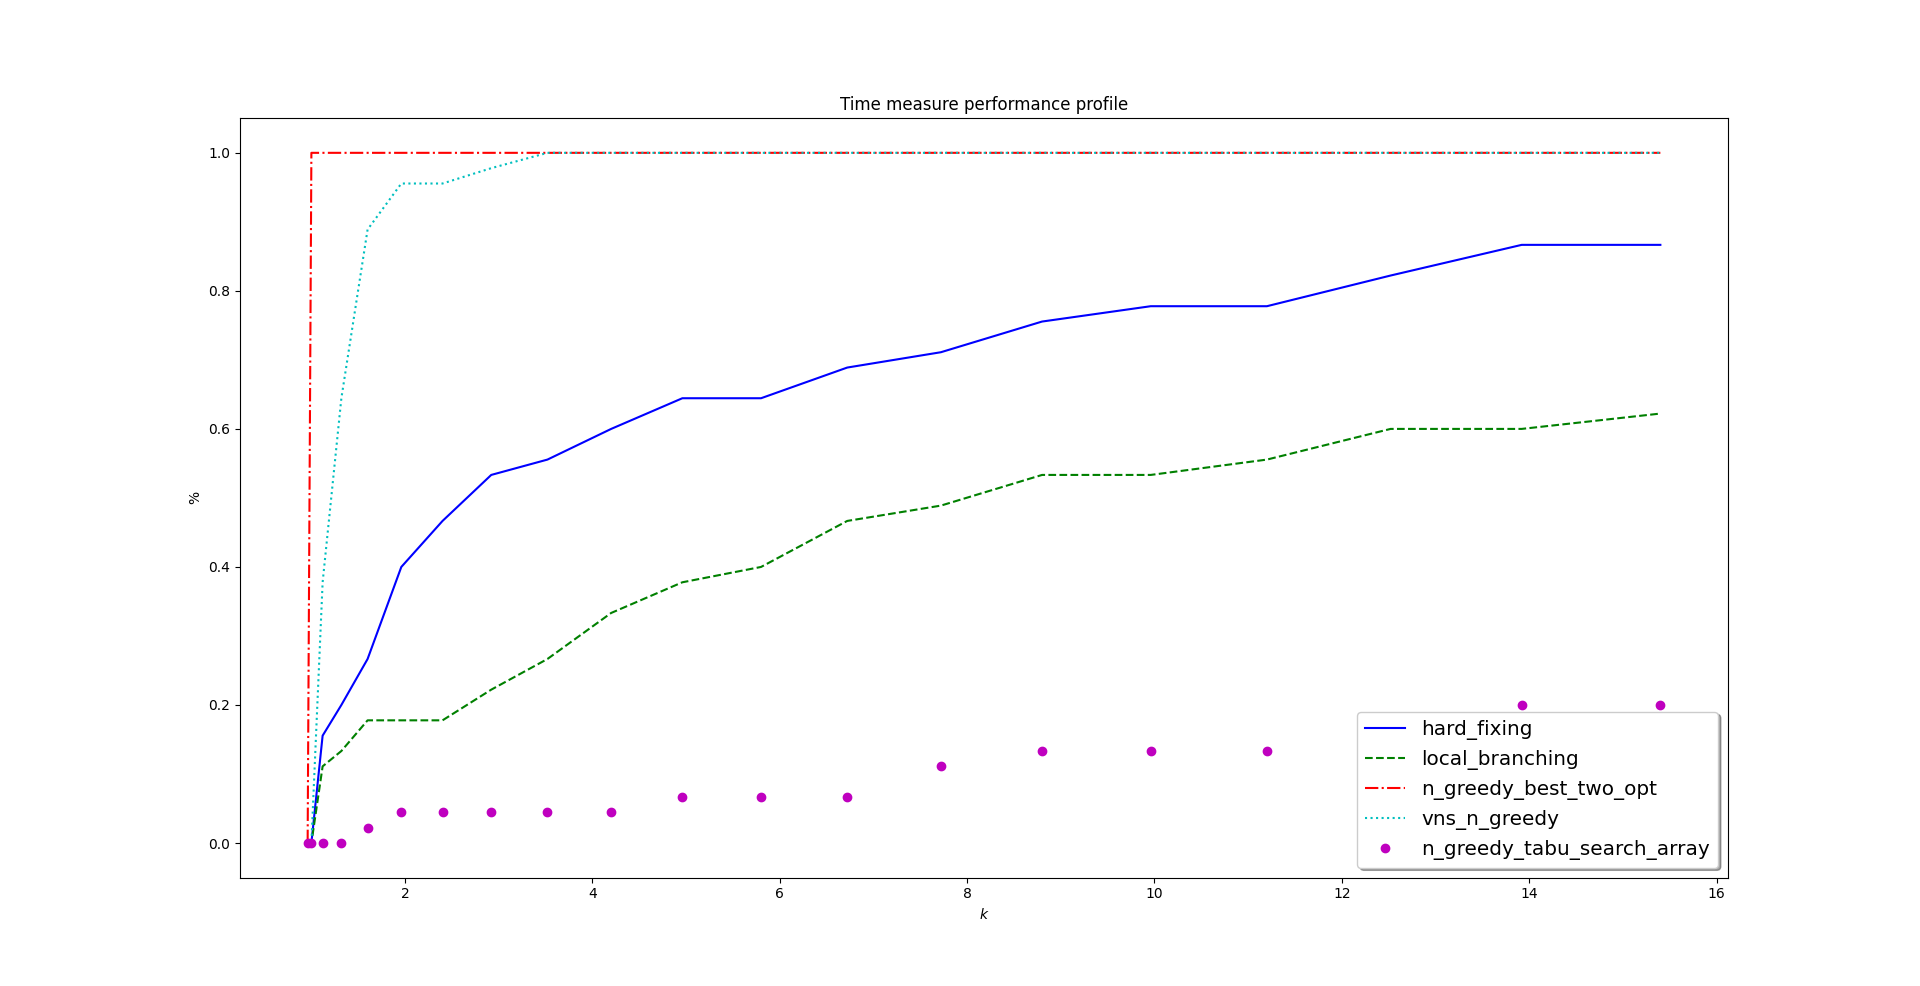 Time measure performance profile
1.0
0.8
0.6
0.4
0.2
0.0
%
2 4 6 8 10 12 14 16
k
hard_fixing
local_branching
n_greedy_best_two_opt
vns_n_greedy
n_greedy_tabu_search_array